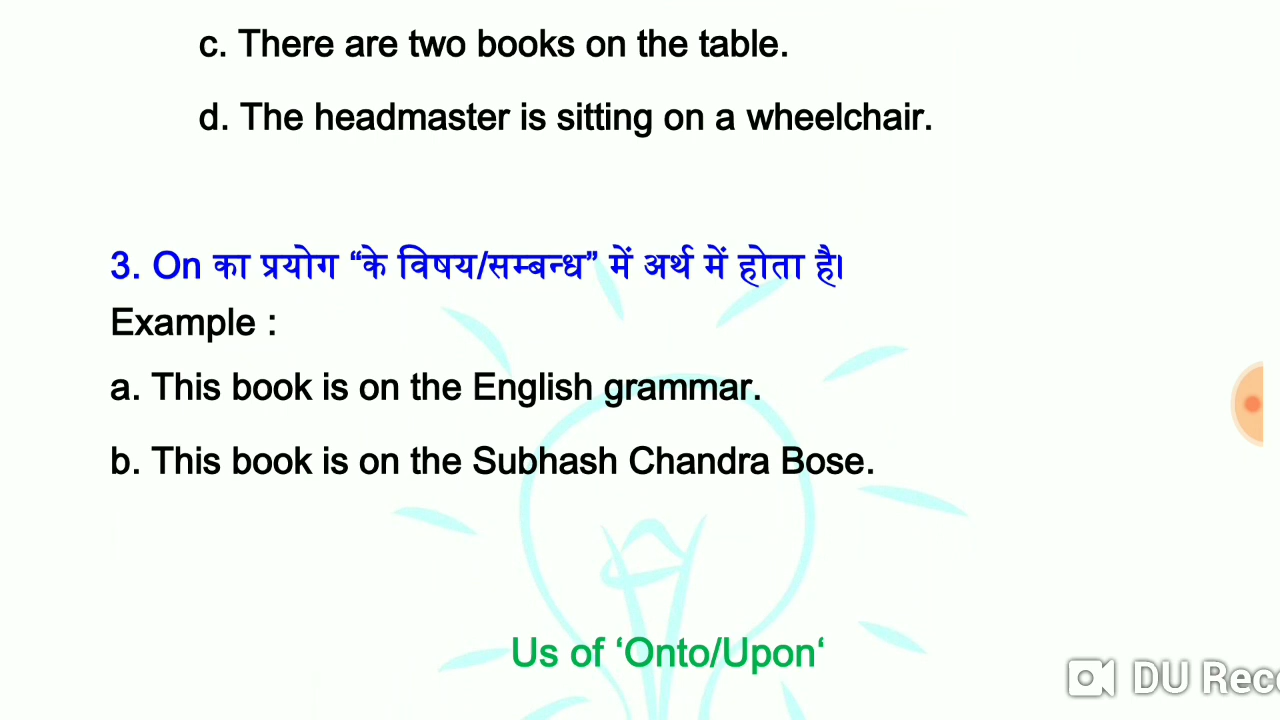 c. There are two books on the table.
d. The headmaster is sitting on a wheelchair.
3. On का प्रयोग “के विषय/सम्बन्ध” में अर्थ में होता है।
Example :
a. This book is on the English grammar.
b. This book is on the Subhash Chandra Bose.
Us of ‘Onto/Upon‘
DU Rec